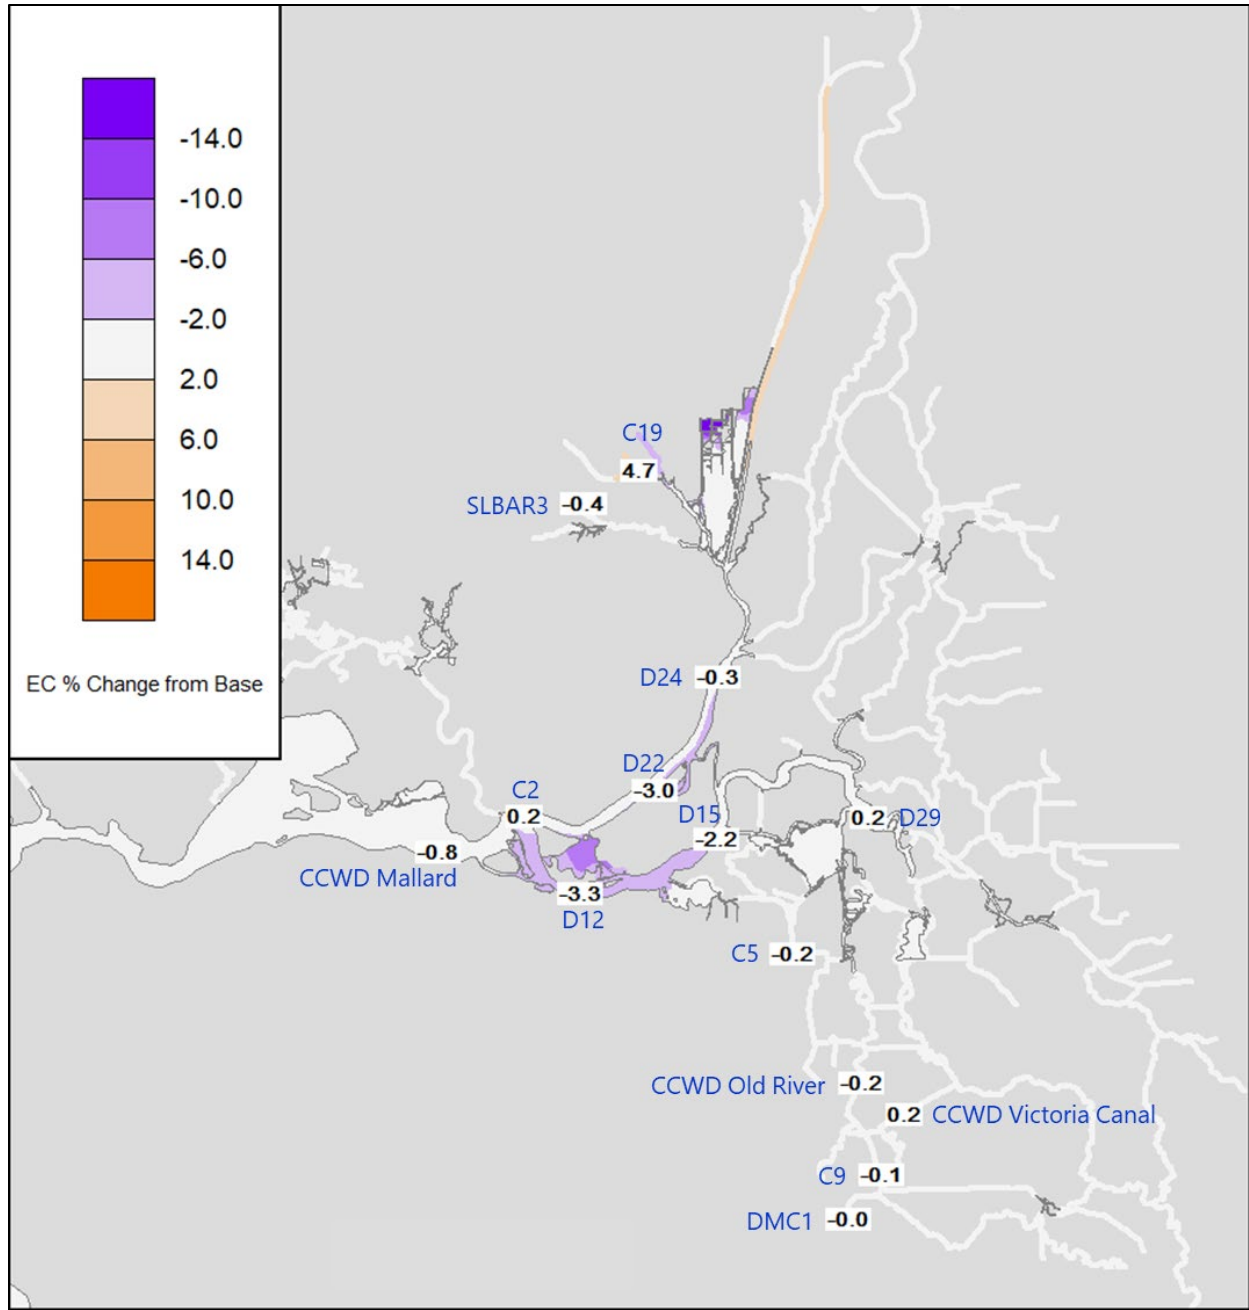 -14.0
-10.0
-6.0
-2.0
2.0
6.0
10.0
14.0
EC % Change from Base
C19
4.7
SLBAR3 -0.4
D24 -0.3
D22
-3.0
C2
0.2
D15
-2.2
0.2 D29
-0.8
CCWD Mallard
-3.3
D12
C5 -0.2
CCWD Old River -0.2
0.2 CCWD Victoria Canal
C9 -0.1
DMC1 -0.0